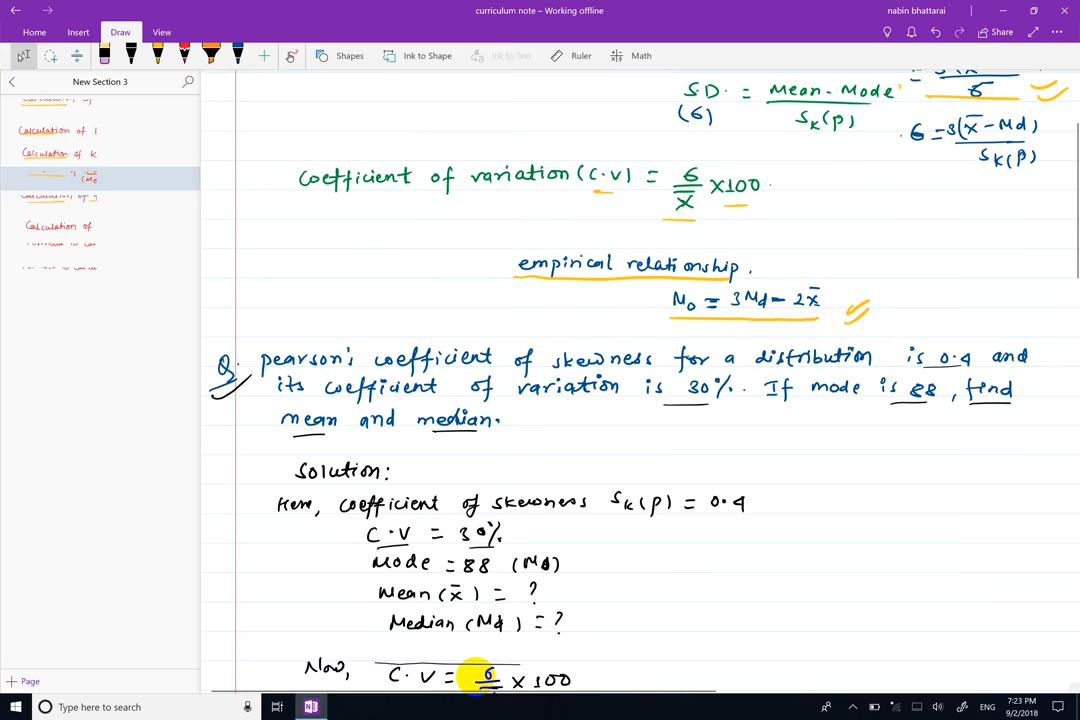 curriculum note – Working offline
nabin bhattarai
Home Insert Draw View
Share
Shapes
Ink to Shape
Ink to Text
Ruler
Math
New Section 3
Calculation of
Calculation of k
Calculation of
Page
S.D. = Mean - Mode / Sk(p)
(σ)
σ = 3(x̄ - Md) / Sk(p)
coefficient of variation (C.V) = σ / x̄ × 100
empirical relationship.
Mo = 3Md - 2x̄
Q. pearson's coefficient of skewness for a distribution is 0.4 and
its coefficient of variation is 30%. If mode is 88, find
mean and median.
Solution:
Here, coefficient of skewness Sk(p) = 0.4
C.V = 30%
Mode = 88 (Mo)
Mean (x̄) = ?
Median (Md) = ?
Now, C.V = σ × 100
Type here to search
ENG
7:23 PM
9/2/2018